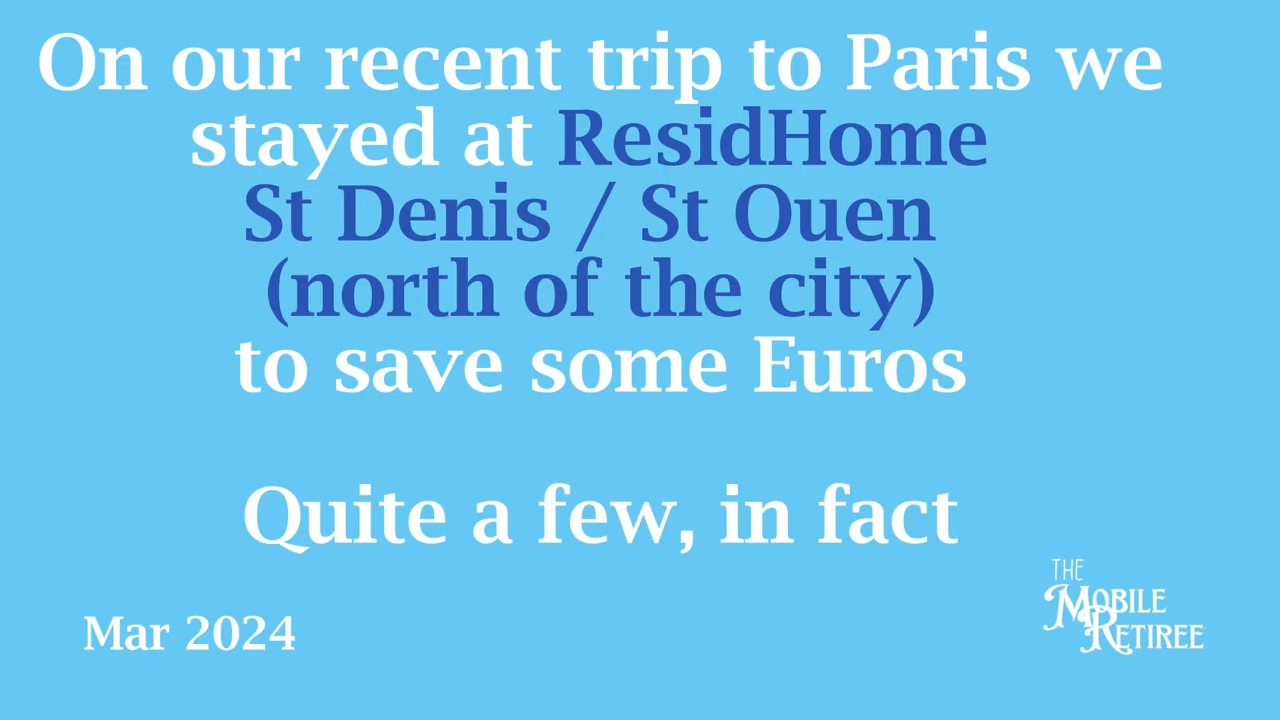 On our recent trip to Paris we
stayed at ResidHome
St Denis / St Ouen
(north of the city)
to save some Euros
Quite a few, in fact
Mar 2024
THE
MOBILE
RETIREE